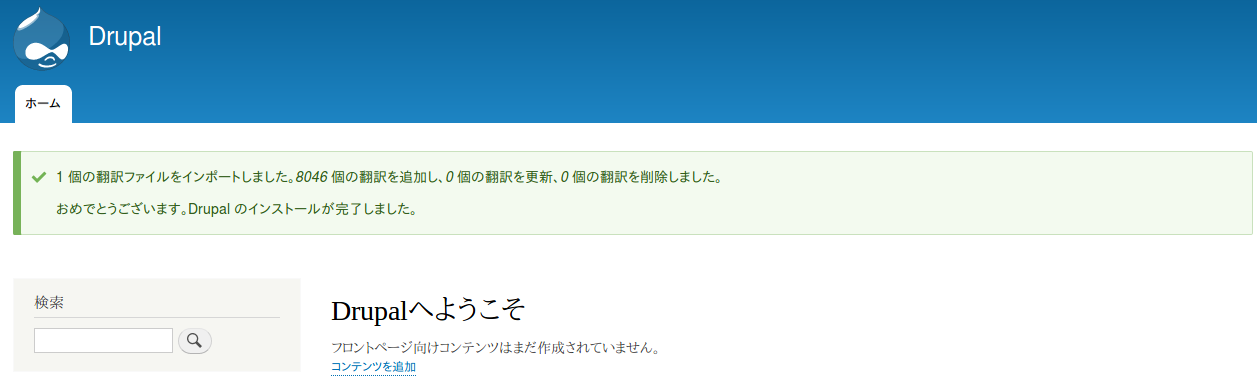 Drupal
ホーム
1 個の翻訳ファイルをインポートしました。8046 個の翻訳を追加し、0 個の翻訳を更新、0 個の翻訳を削除しました。
おめでとうございます。Drupal のインストールが完了しました。
検索
Drupalへようこそ
フロントページ向けコンテンツはまだ作成されていません。
コンテンツを追加